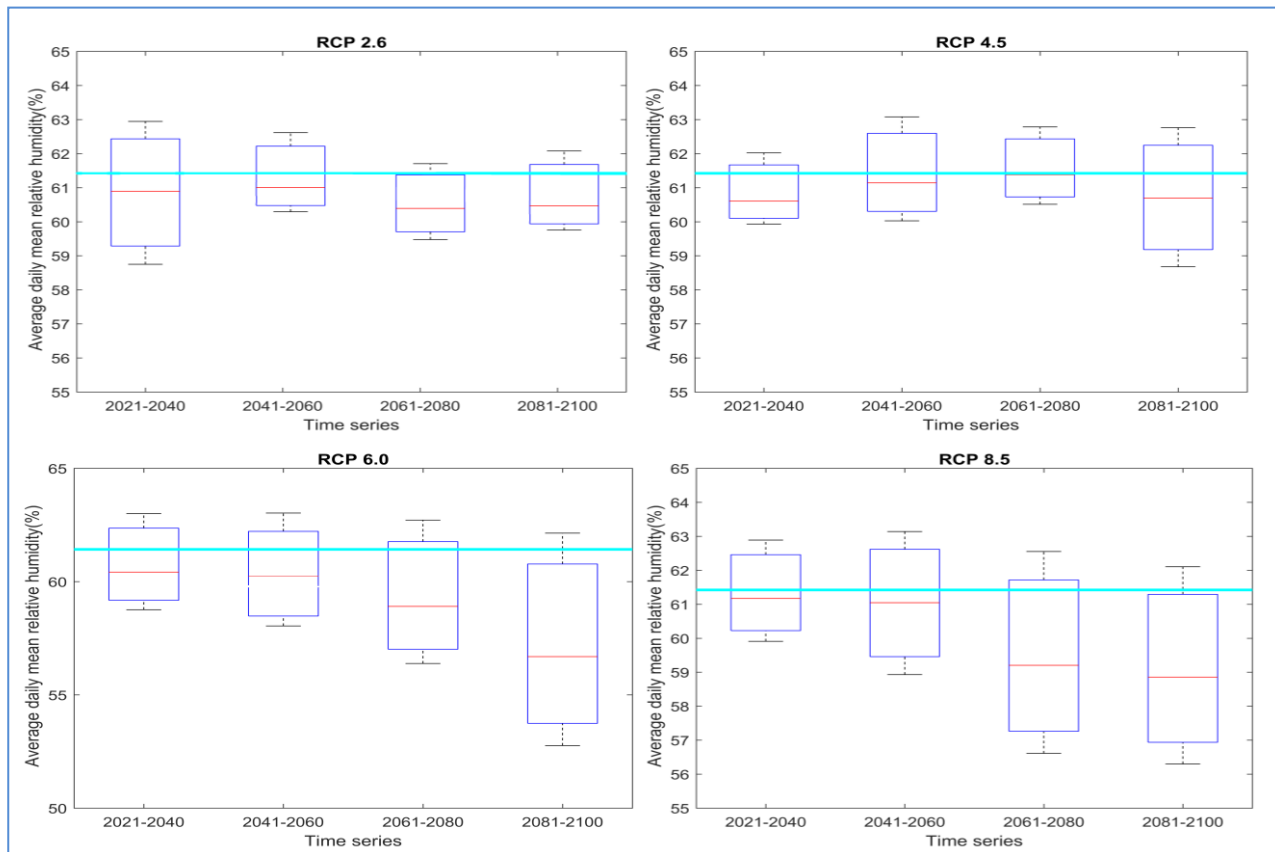 RCP 2.6
Average daily mean relative humidity(%)
65
64
63
62
61
60
59
58
57
56
55
2021-2040 2041-2060 2061-2080 2081-2100
Time series
RCP 4.5
Average daily mean relative humidity(%)
65
64
63
62
61
60
59
58
57
56
55
2021-2040 2041-2060 2061-2080 2081-2100
Time series
RCP 6.0
Average daily mean relative humidity(%)
65
60
55
50
2021-2040 2041-2060 2061-2080 2081-2100
Time series
RCP 8.5
Average daily mean relative humidity(%)
65
64
63
62
61
60
59
58
57
56
55
2021-2040 2041-2060 2061-2080 2081-2100
Time series